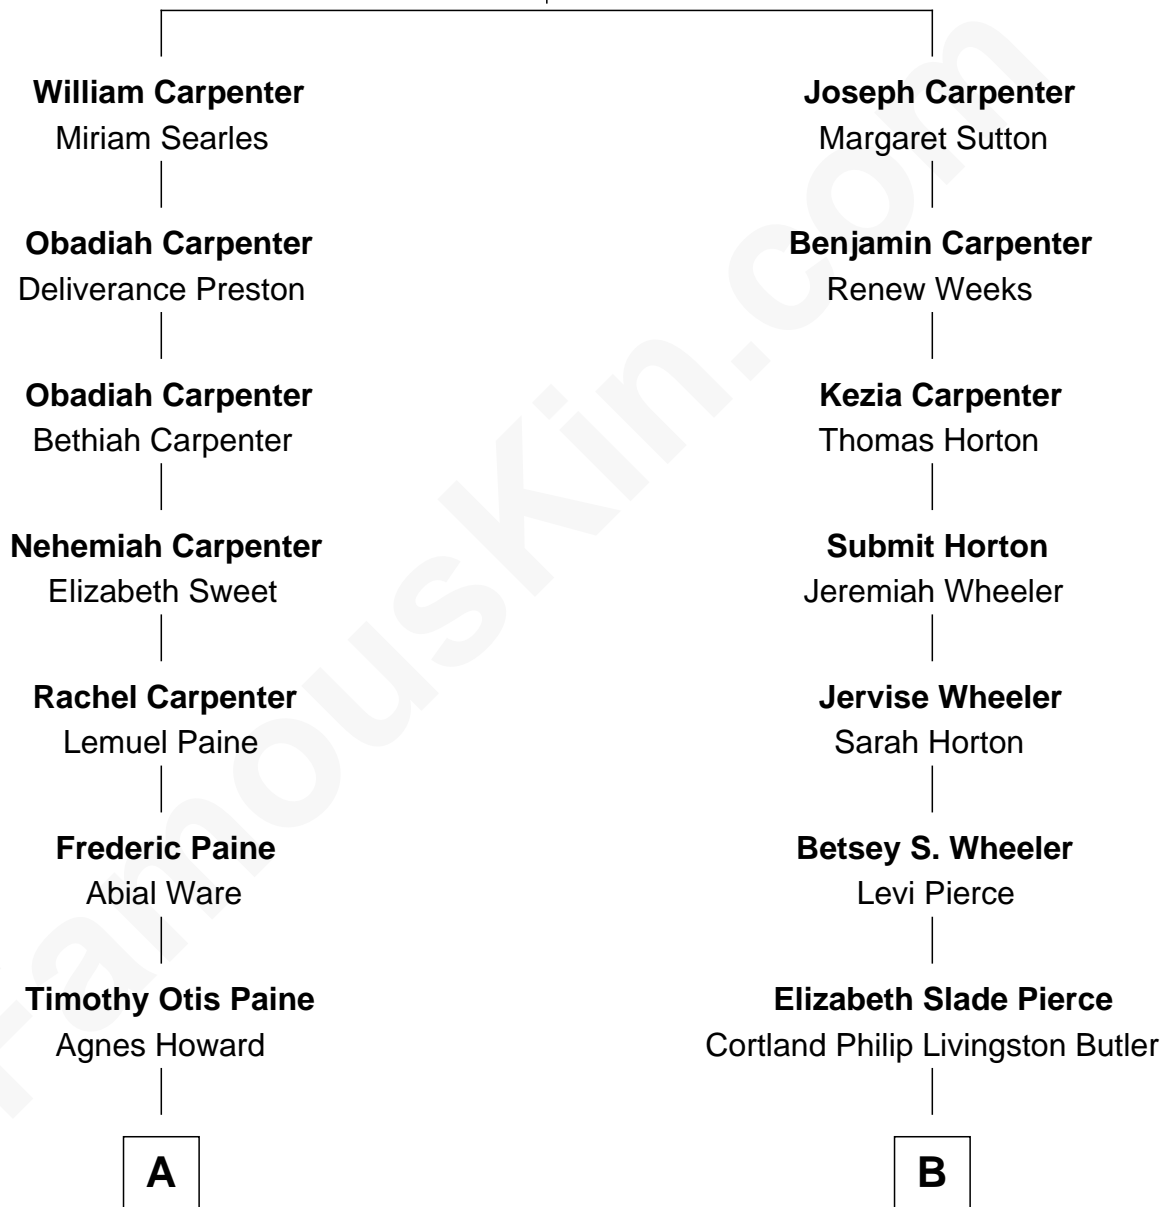 William Carpenter
Miriam Searles
Obadiah Carpenter
Deliverance Preston
Obadiah Carpenter
Bethiah Carpenter
Nehemiah Carpenter
Elizabeth Sweet
Rachel Carpenter
Lemuel Paine
Frederic Paine
Abial Ware
Timothy Otis Paine
Agnes Howard
A
Joseph Carpenter
Margaret Sutton
Benjamin Carpenter
Renew Weeks
Kezia Carpenter
Thomas Horton
Submit Horton
Jeremiah Wheeler
Jervise Wheeler
Sarah Horton
Betsey S. Wheeler
Levi Pierce
Elizabeth Slade Pierce
Cortland Philip Livingston Butler
B
FamousKin.com